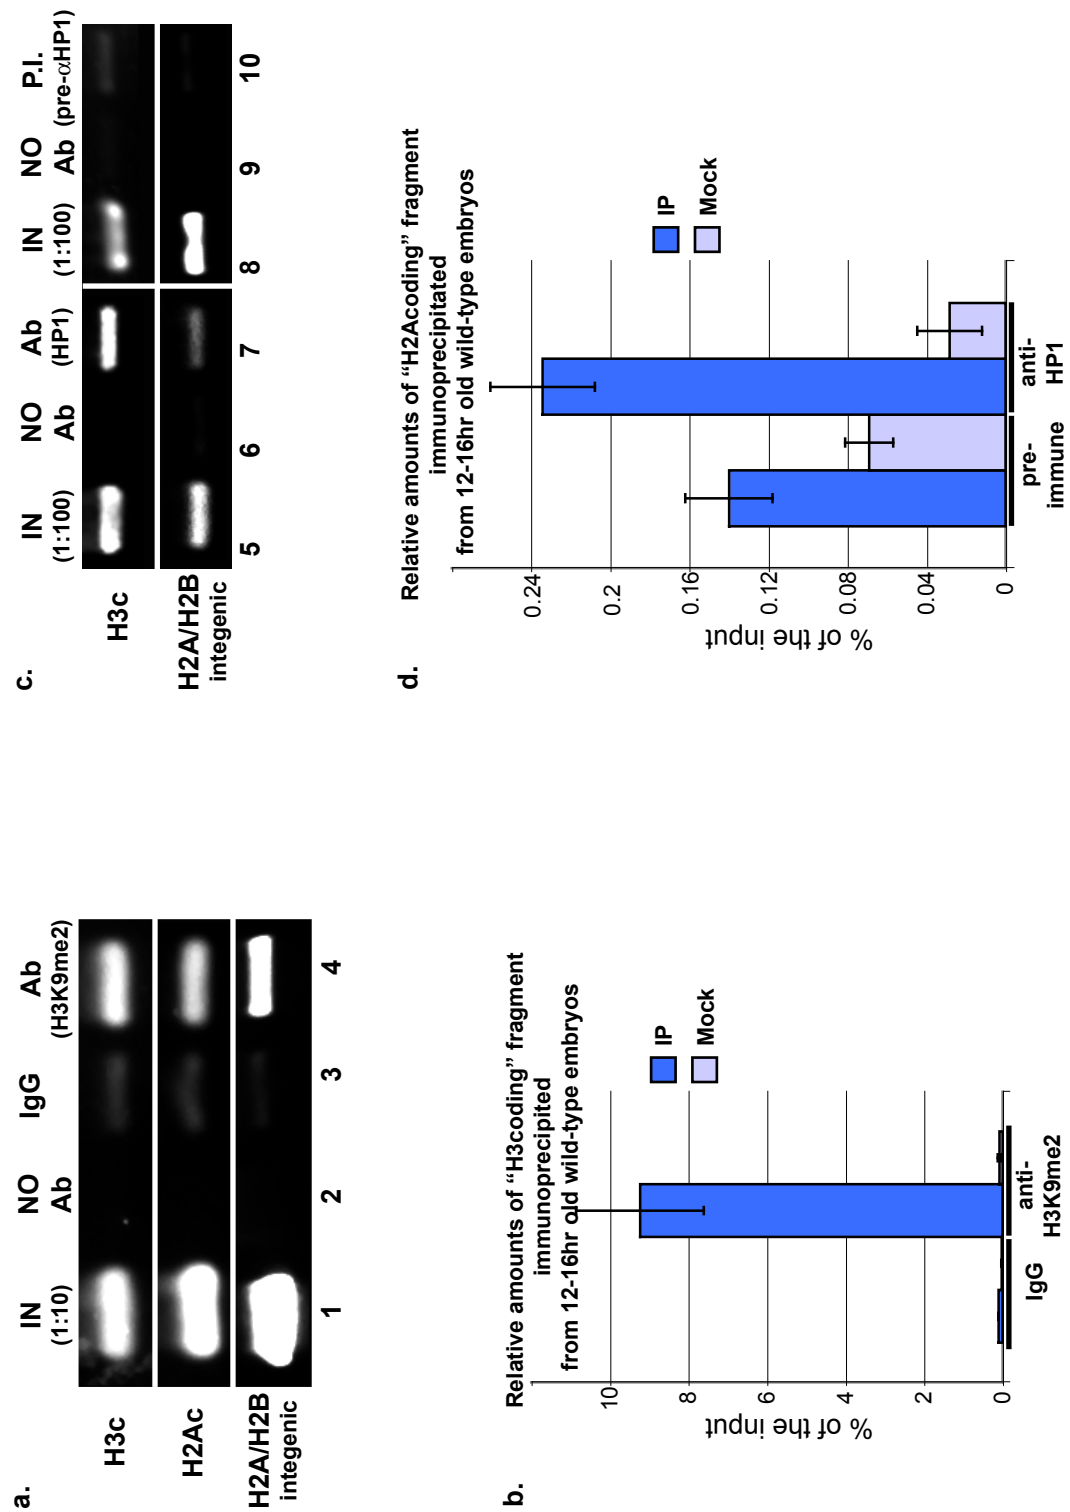 a.
IN
(1:10)
NO
Ab
IgG
Ab
(H3K9me2)
H3c
H2Ac
H2A/H2B
integenic
1
2
3
4
b.
Relative amounts of “H3coding” fragment
immunoprecipited
from 12-16hr old wild-type embryos
% of the input
10
8
6
4
2
0
IP
Mock
IgG
anti-
H3K9me2
c.
IN
(1:100)
NO
Ab
Ab
(HP1)
IN
(1:100)
NO
Ab
P.I.
(pre-αHP1)
H3c
H2A/H2B
integenic
5
6
7
8
9
10
d.
Relative amounts of “H2Acoding” fragment
immunoprecipitated
from 12-16hr old wild-type embryos
% of the input
0.24
0.2
0.16
0.12
0.08
0.04
0
IP
Mock
pre-
immune
anti-
HP1